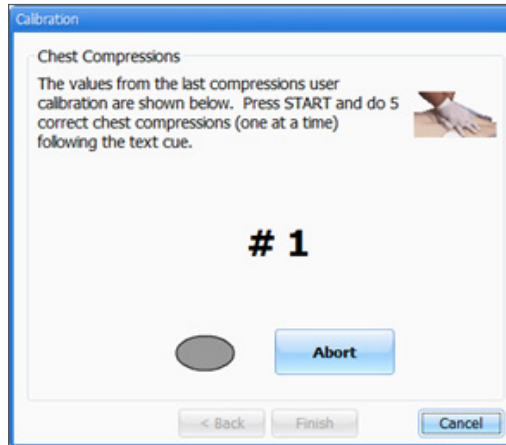 Calibration
Chest Compressions
The values from the last compressions user
calibration are shown below.  Press START and do 5
correct chest compressions (one at a time)
following the text cue.
# 1
Abort
< Back
Finish
Cancel